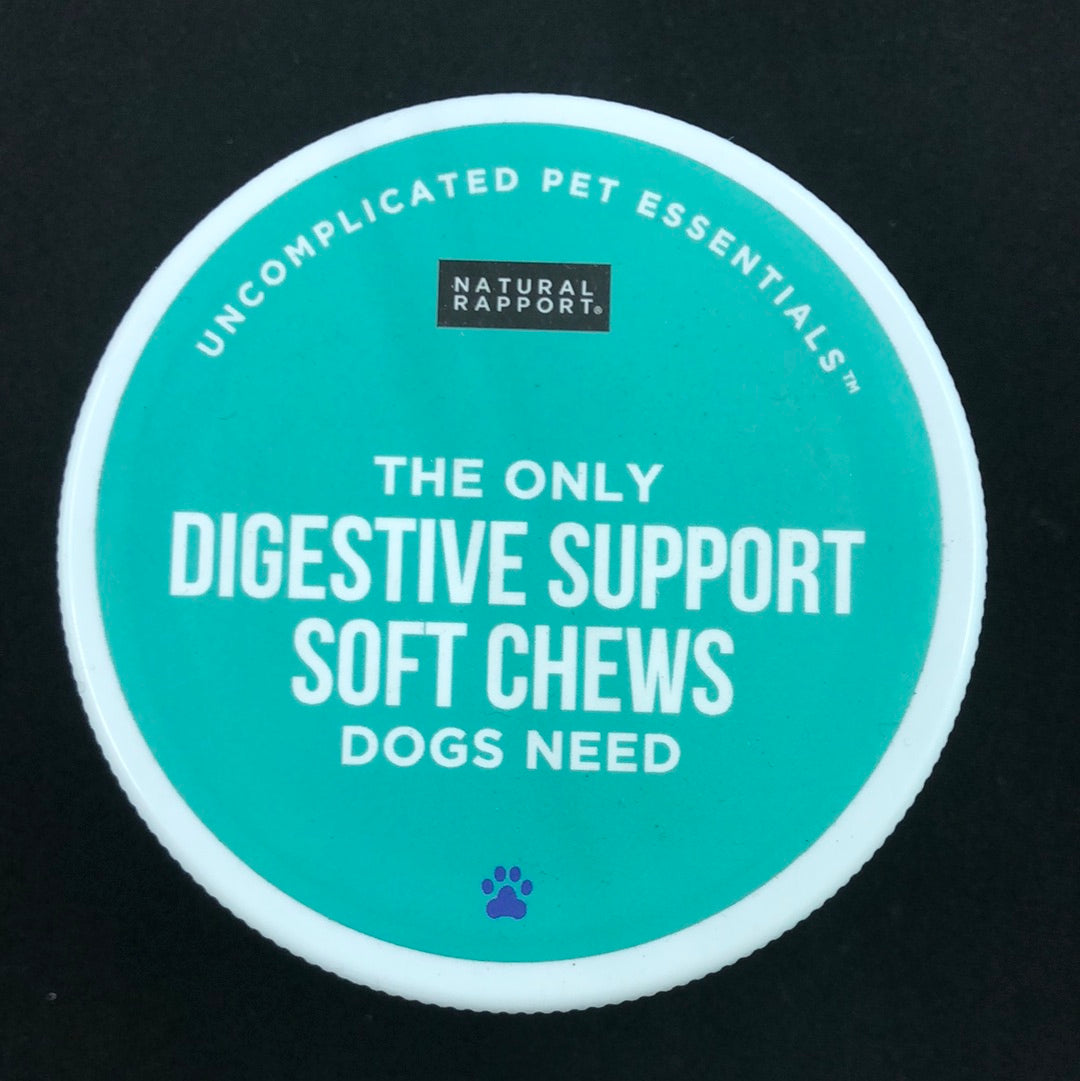 UNCOMPLICATED PET ESSENTIALS™
NATURAL
RAPPORT®
THE ONLY
DIGESTIVE SUPPORT
SOFT CHEWS
DOGS NEED